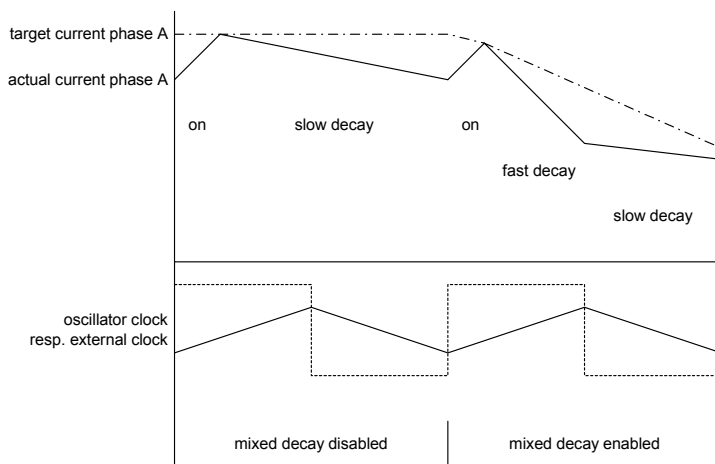 target current phase A
actual current phase A
on
slow decay
on
fast decay
slow decay
oscillator clock
resp. external clock
mixed decay disabled
mixed decay enabled